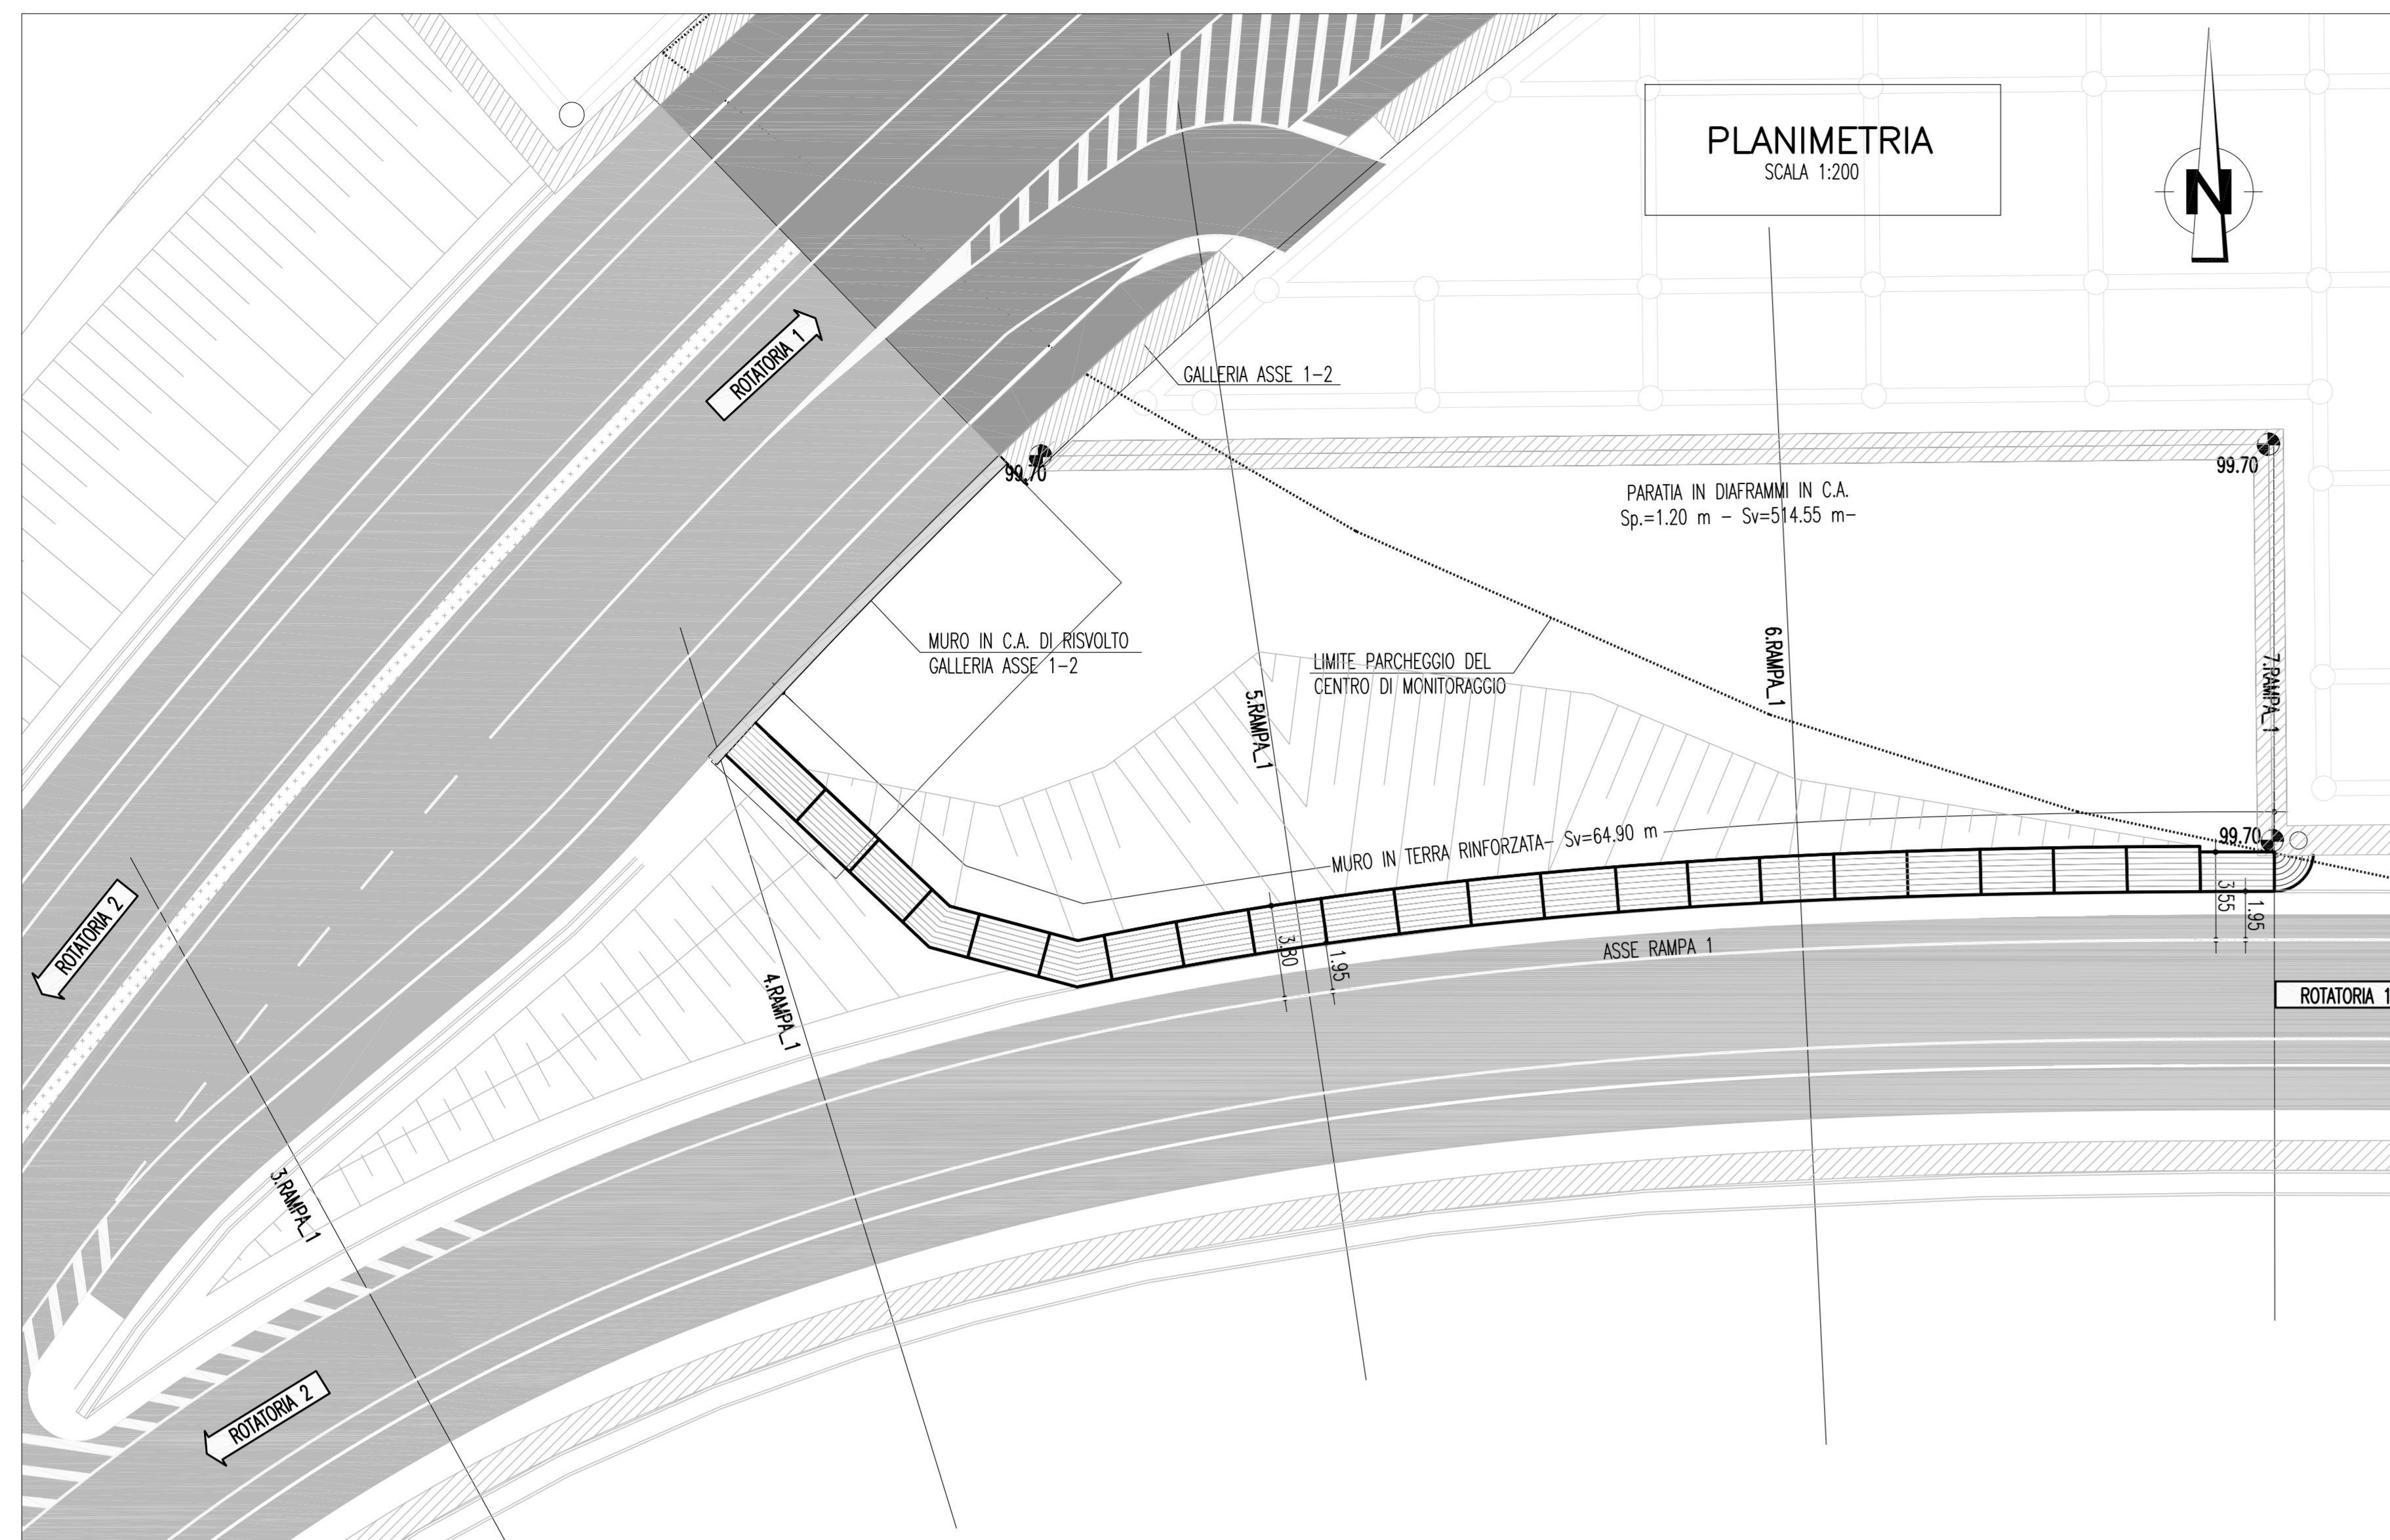 PLANIMETRIA
SCALA 1:200
N
ROTATORIA 1
GALLERIA ASSE 1-2
99.70
99.70
PARATIA IN DIAFRAMMI IN C.A.
Sp.=1.20 m - Sv=514.55 m-
MURO IN C.A. DI RISVOLTO
GALLERIA ASSE 1-2
LIMITE PARCHEGGIO DEL
CENTRO DI MONITORAGGIO
5.RAMPA_1
6.RAMPA_1
7.RAMPA_1
MURO IN TERRA RINFORZATA- Sv=64.90 m
99.70
3.55
1.95
3.80
1.95
ASSE RAMPA 1
ROTATORIA 2
4.RAMPA_1
ROTATORIA 1
3.RAMPA_1
ROTATORIA 2